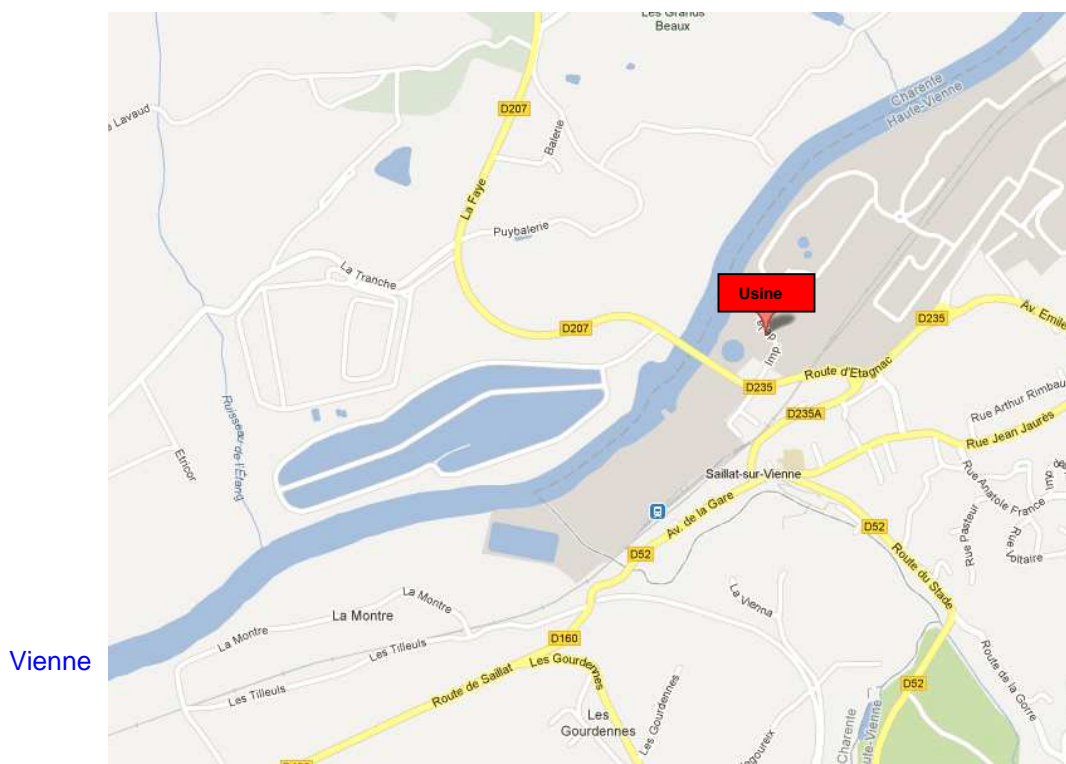 Les Grands
Beaux
Charente
Haute-Vienne
D207
Lavaud
Balerie
La Faye
Puybalerie
La Tranche
Usine
D207
Imp
D235
Av. Emile
Route d'Etagnac
D235
D235A
Rue Arthur Rimbau
Rue Jean Jaurès
Ruisseau de l'Étang
Etricor
Saillat-sur-Vienne
Av. de la Gare
Rue Anatole France
Imp
Rue Pasteur
Rue Voltaire
D52
D52
Route du Stade
La Vienna
La Montre
La Montre
La Montre
D160
Les Tilleuls
Les Gourdennes
Vienne
Les Tilleuls
Route de Saillat
D52
Route de la Gorre
Les
Gourdennes
Les Gourdennes
Charente
Haute-Vienne